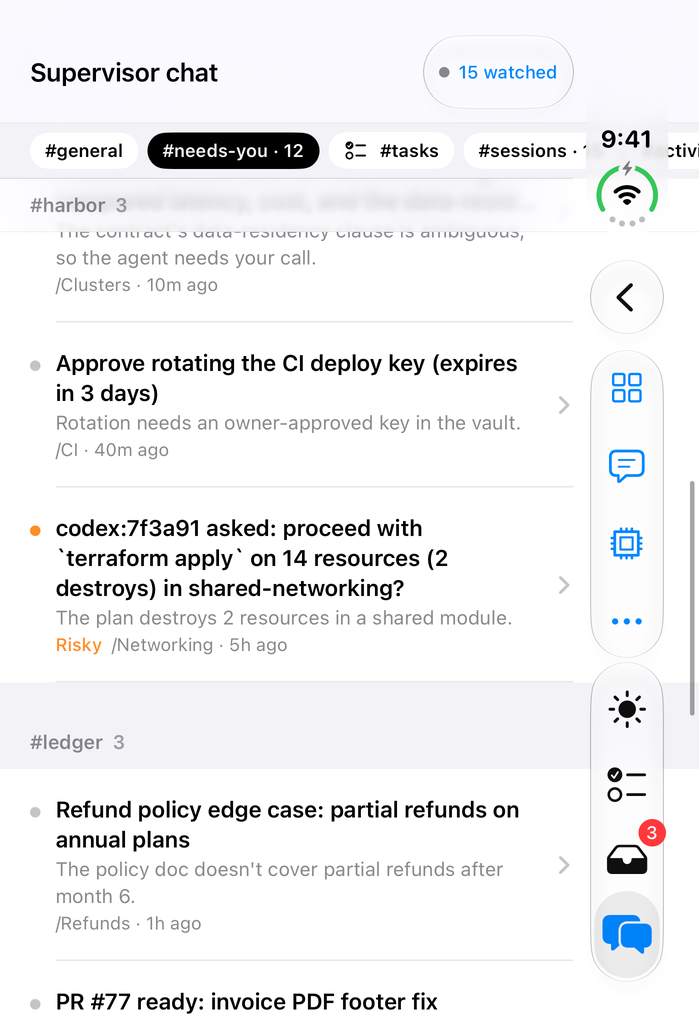 Supervisor chat
15 watched
9:41
#general
#needs-you · 12
#tasks
#sessions ·
#harbor 3
The contract's data-residency clause is ambiguous,
so the agent needs your call.
/Clusters · 10m ago
Approve rotating the CI deploy key (expires
in 3 days)
Rotation needs an owner-approved key in the vault.
/CI · 40m ago
codex:7f3a91 asked: proceed with
`terraform apply` on 14 resources (2
destroys) in shared-networking?
The plan destroys 2 resources in a shared module.
Risky /Networking · 5h ago
#ledger 3
Refund policy edge case: partial refunds on
annual plans
The policy doc doesn't cover partial refunds after
month 6.
/Refunds · 1h ago
PR #77 ready: invoice PDF footer fix
3